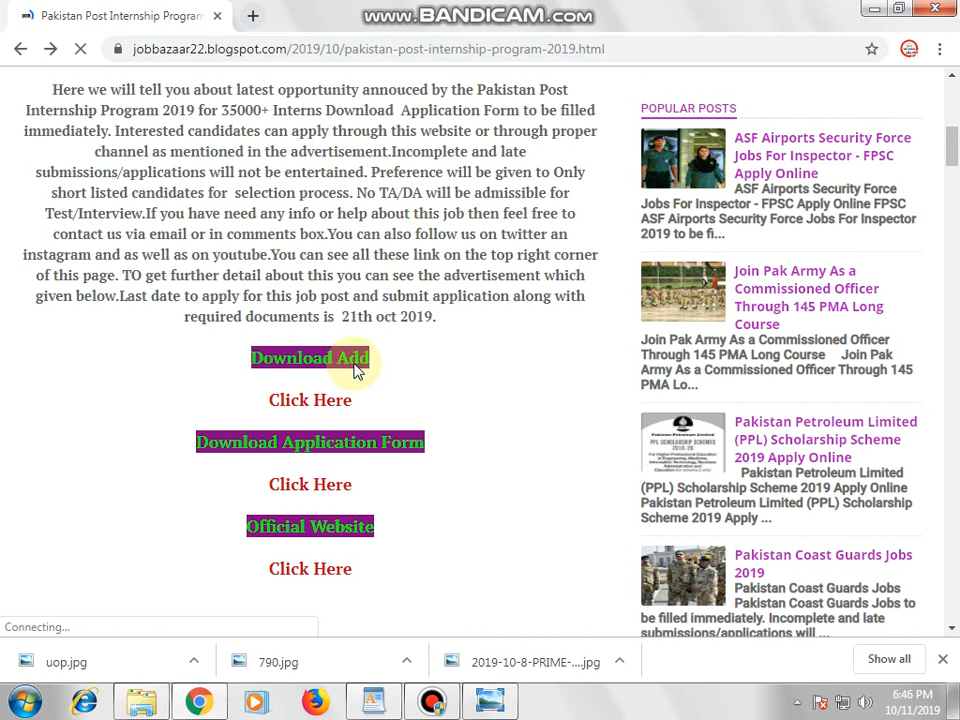 Pakistan Post Internship Program
www.BANDICAM.com
jobbazaar22.blogspot.com/2019/10/pakistan-post-internship-program-2019.html
Here we will tell you about latest opportunity annouced by the Pakistan Post
Internship Program 2019 for 35000+ Interns Download Application Form to be filled
immediately. Interested candidates can apply through this website or through proper
channel as mentioned in the advertisement.Incomplete and late
submissions/applications will not be entertained. Preference will be given to Only
short listed candidates for selection process. No TA/DA will be admissible for
Test/Interview.If you have need any info or help about this job then feel free to
contact us via email or in comments box.You can also follow us on twitter an
instagram and as well as on youtube.You can see all these link on the top right corner
of this page. TO get further detail about this you can see the advertisement which
given below.Last date to apply for this job post and submit application along with
required documents is 21th oct 2019.
Download Add
Click Here
Download Application Form
Click Here
Official Website
Click Here
POPULAR POSTS
ASF Airports Security Force
Jobs For Inspector - FPSC
Apply Online
ASF Airports Security Force
Jobs For Inspector - FPSC Apply Online FPSC
ASF Airports Security Force Jobs For Inspector
2019 to be fi...
Join Pak Army As a
Commissioned Officer
Through 145 PMA Long
Course
Join Pak Army As a Commissioned Officer
Through 145 PMA Long Course Join Pak
Army As a Commissioned Officer Through 145
PMA Lo...
Pakistan Petroleum Limited
(PPL) Scholarship Scheme
2019 Apply Online
Pakistan Petroleum Limited
(PPL) Scholarship Scheme 2019 Apply Online
Pakistan Petroleum Limited (PPL) Scholarship
Scheme 2019 Apply ...
Pakistan Coast Guards Jobs
2019
Pakistan Coast Guards Jobs
Pakistan Coast Guards Jobs to
be filled immediately. Incomplete and late
submissions/applications will ...
Connecting...
uop.jpg
790.jpg
2019-10-8-PRIME-....jpg
Show all
6:46 PM
10/11/2019